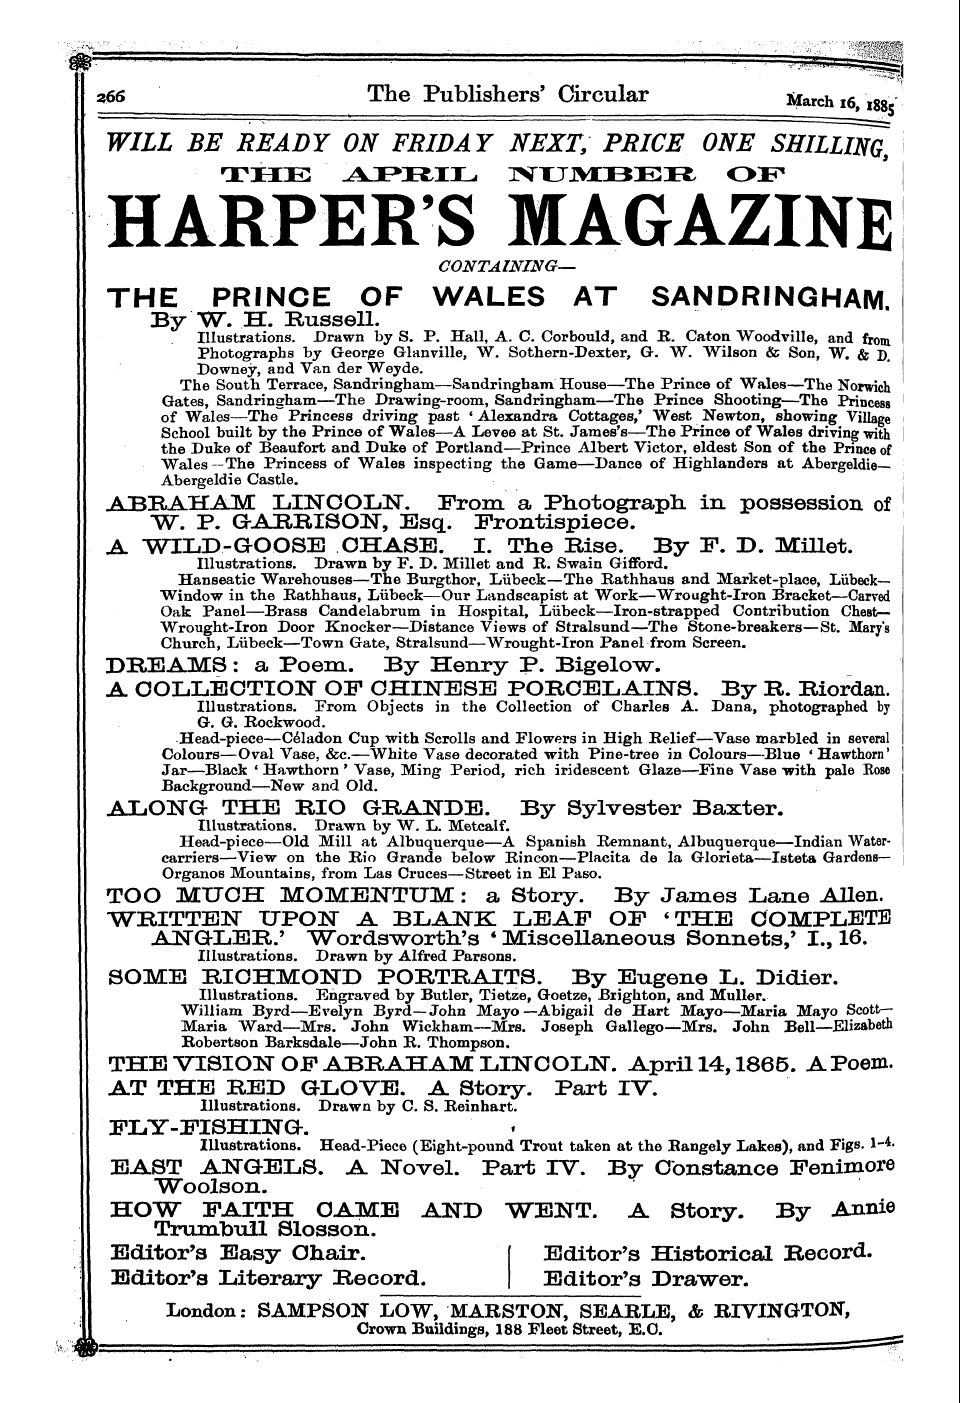 266
The Publishers' Circular
March 16, 1885
WILL BE READY ON FRIDAY NEXT, PRICE ONE SHILLING,
THE APRIL NUMBER OF
HARPER'S MAGAZINE
CONTAINING—
THE PRINCE OF WALES AT SANDRINGHAM.
By W. H. Russell.
Illustrations. Drawn by S. P. Hall, A. C. Corbould, and R. Caton Woodville, and from
Photographs by George Glanville, W. Sothern-Dexter, G. W. Wilson & Son, W. & D.
Downey, and Van der Weyde.
The South Terrace, Sandringham—Sandringham House—The Prince of Wales—The Norwich
Gates, Sandringham—The Drawing-room, Sandringham—The Prince Shooting—The Princess
of Wales—The Princess driving past 'Alexandra Cottages,' West Newton, showing Village
School built by the Prince of Wales—A Levee at St. James's—The Prince of Wales driving with
the Duke of Beaufort and Duke of Portland—Prince Albert Victor, eldest Son of the Prince of
Wales—The Princess of Wales inspecting the Game—Dance of Highlanders at Abergeldie—
Abergeldie Castle.
ABRAHAM LINCOLN. From a Photograph in possession of
W. P. GARRISON, Esq. Frontispiece.
A WILD-GOOSE CHASE. I. The Rise. By F. D. Millet.
Illustrations. Drawn by F. D. Millet and R. Swain Gifford.
Hanseatic Warehouses—The Burgthor, Lübeck—The Rathhaus and Market-place, Lübeck—
Window in the Rathhaus, Lübeck—Our Landscapist at Work—Wrought-Iron Bracket—Carved
Oak Panel—Brass Candelabrum in Hospital, Lübeck—Iron-strapped Contribution Chest—
Wrought-Iron Door Knocker—Distance Views of Stralsund—The Stone-breakers—St. Mary's
Church, Lübeck—Town Gate, Stralsund—Wrought-Iron Panel from Screen.
DREAMS: a Poem. By Henry P. Bigelow.
A COLLECTION OF CHINESE PORCELAINS. By R. Riordan.
Illustrations. From Objects in the Collection of Charles A. Dana, photographed by
G. G. Rockwood.
Head-piece—Céladon Cup with Scrolls and Flowers in High Relief—Vase marbled in several
Colours—Oval Vase, &c.—White Vase decorated with Pine-tree in Colours—Blue 'Hawthorn'
Jar—Black 'Hawthorn' Vase, Ming Period, rich iridescent Glaze—Fine Vase with pale Rose
Background—New and Old.
ALONG THE RIO GRANDE. By Sylvester Baxter.
Illustrations. Drawn by W. L. Metcalf.
Head-piece—Old Mill at Albuquerque—A Spanish Remnant, Albuquerque—Indian Water-
carriers—View on the Rio Grande below Rincon—Placita de la Glorieta—Isteta Gardens—
Organos Mountains, from Las Cruces—Street in El Paso.
TOO MUCH MOMENTUM: a Story. By James Lane Allen.
WRITTEN UPON A BLANK LEAF OF 'THE COMPLETE
ANGLER.' Wordsworth's 'Miscellaneous Sonnets,' I., 16.
Illustrations. Drawn by Alfred Parsons.
SOME RICHMOND PORTRAITS. By Eugene L. Didier.
Illustrations. Engraved by Butler, Tietze, Goetze, Brighton, and Muller.
William Byrd—Evelyn Byrd—John Mayo—Abigail de Hart Mayo—Maria Mayo Scott—
Maria Ward—Mrs. John Wickham—Mrs. Joseph Gallego—Mrs. John Bell—Elizabeth
Robertson Barksdale—John R. Thompson.
THE VISION OF ABRAHAM LINCOLN. April 14, 1865. A Poem.
AT THE RED GLOVE. A Story. Part IV.
Illustrations. Drawn by C. S. Reinhart.
FLY-FISHING.
Illustrations. Head-Piece (Eight-pound Trout taken at the Rangely Lakes), and Figs. 1-4.
EAST ANGELS. A Novel. Part IV. By Constance Fenimore
Woolson.
HOW FAITH CAME AND WENT. A Story. By Annie
Trumbull Slosson.
Editor's Easy Chair.
Editor's Literary Record.
Editor's Historical Record.
Editor's Drawer.
London: SAMPSON LOW, MARSTON, SEARLE, & RIVINGTON,
Crown Buildings, 188 Fleet Street, E.C.